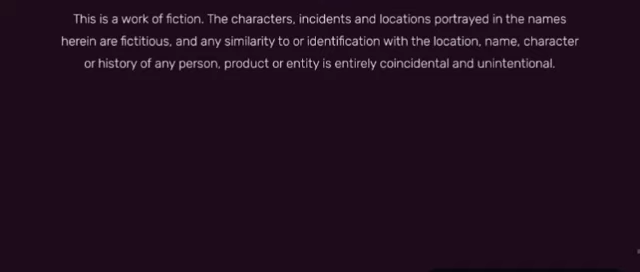 This is a work of fiction. The characters, incidents and locations portrayed in the names
herein are fictitious, and any similarity to or identification with the location, name, character
or history of any person, product or entity is entirely coincidental and unintentional.